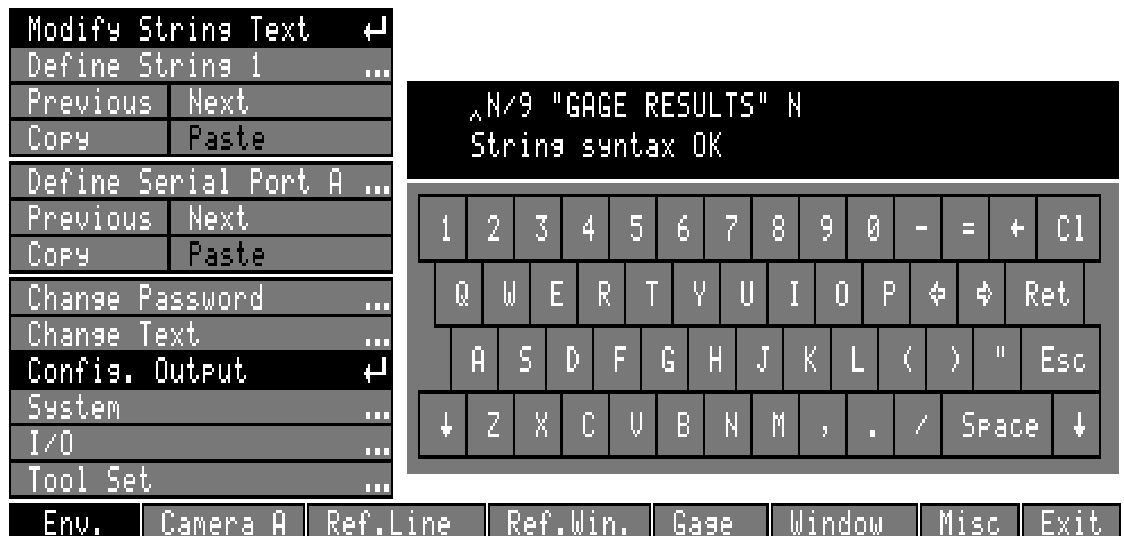 Modify String Text ↵
Define String 1 ...
Previous Next
Copy Paste
Define Serial Port A ...
Previous Next
Copy Paste
Change Password ...
Change Text ...
Config. Output ↵
System ...
I/O ...
Tool Set ...
^N/9 "GAGE RESULTS" N
String syntax OK
1 2 3 4 5 6 7 8 9 0 - = ← Cl
Q W E R T Y U I O P ⇦ ⇨ Ret
A S D F G H J K L ( ) " Esc
↓ Z X C V B N M , . / Space ↓
Env. Camera A Ref.Line Ref.Win. Gage Window Misc Exit